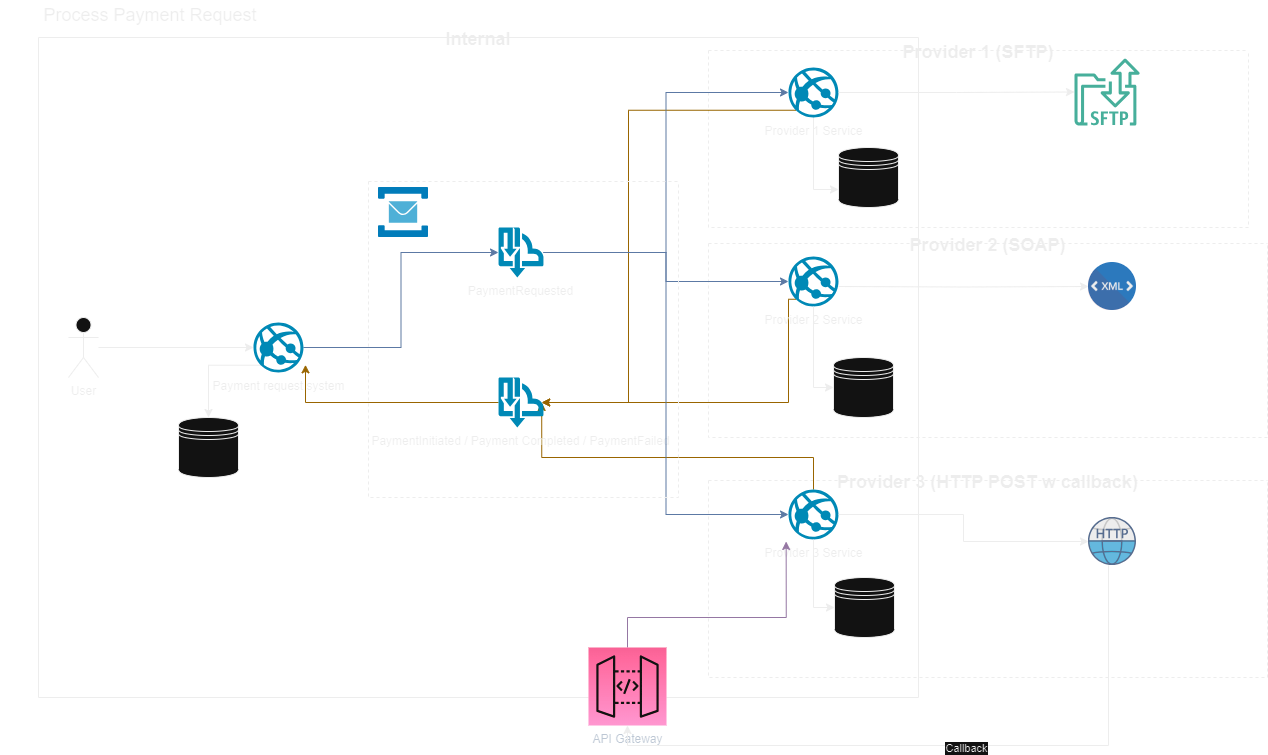 Process Payment Request
Internal
Provider 1 (SFTP)
SFTP
Provider 1 Service
Provider 2 (SOAP)
PaymentRequested
XML
Provider 2 Service
User
Payment request system
PaymentInitiated / Payment Completed / PaymentFailed
Provider 3 (HTTP POST w callback)
HTTP
Provider 3 Service
</>
API Gateway
Callback